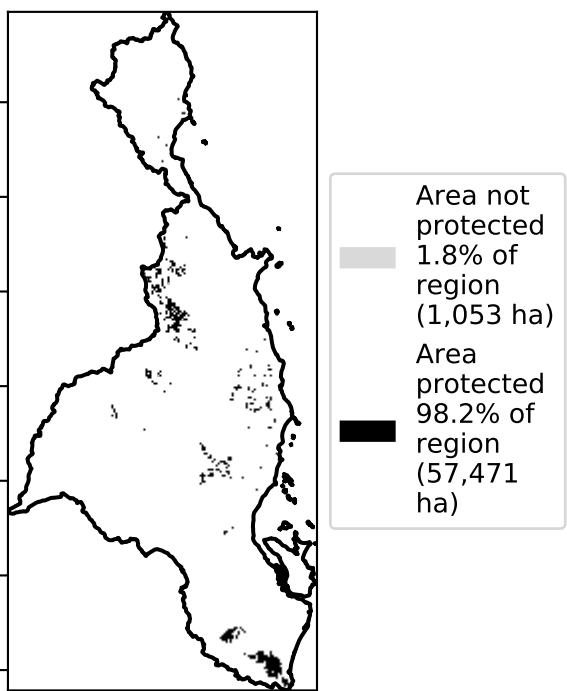 Area not
protected
1.8% of
region
(1,053 ha)
Area
protected
98.2% of
region
(57,471
ha)